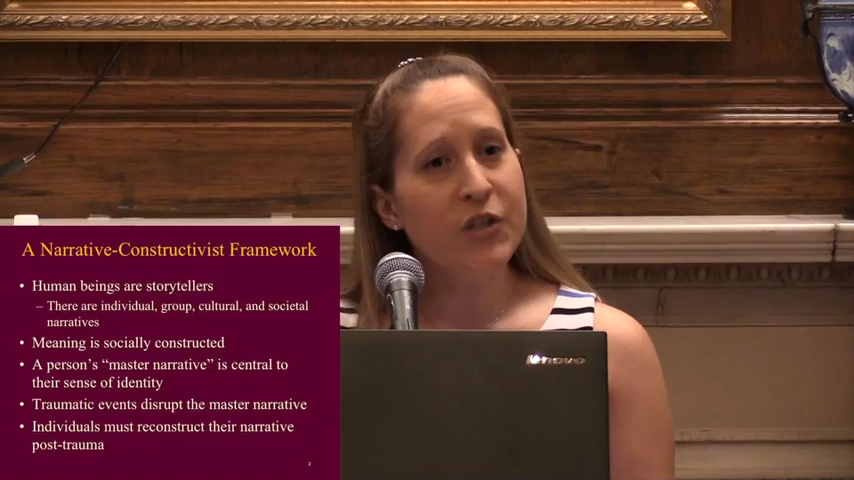 A Narrative-Constructivist Framework
• Human beings are storytellers
– There are individual, group, cultural, and societal
narratives
• Meaning is socially constructed
• A person's “master narrative” is central to
their sense of identity
• Traumatic events disrupt the master narrative
• Individuals must reconstruct their narrative
post-trauma
2
lenovo